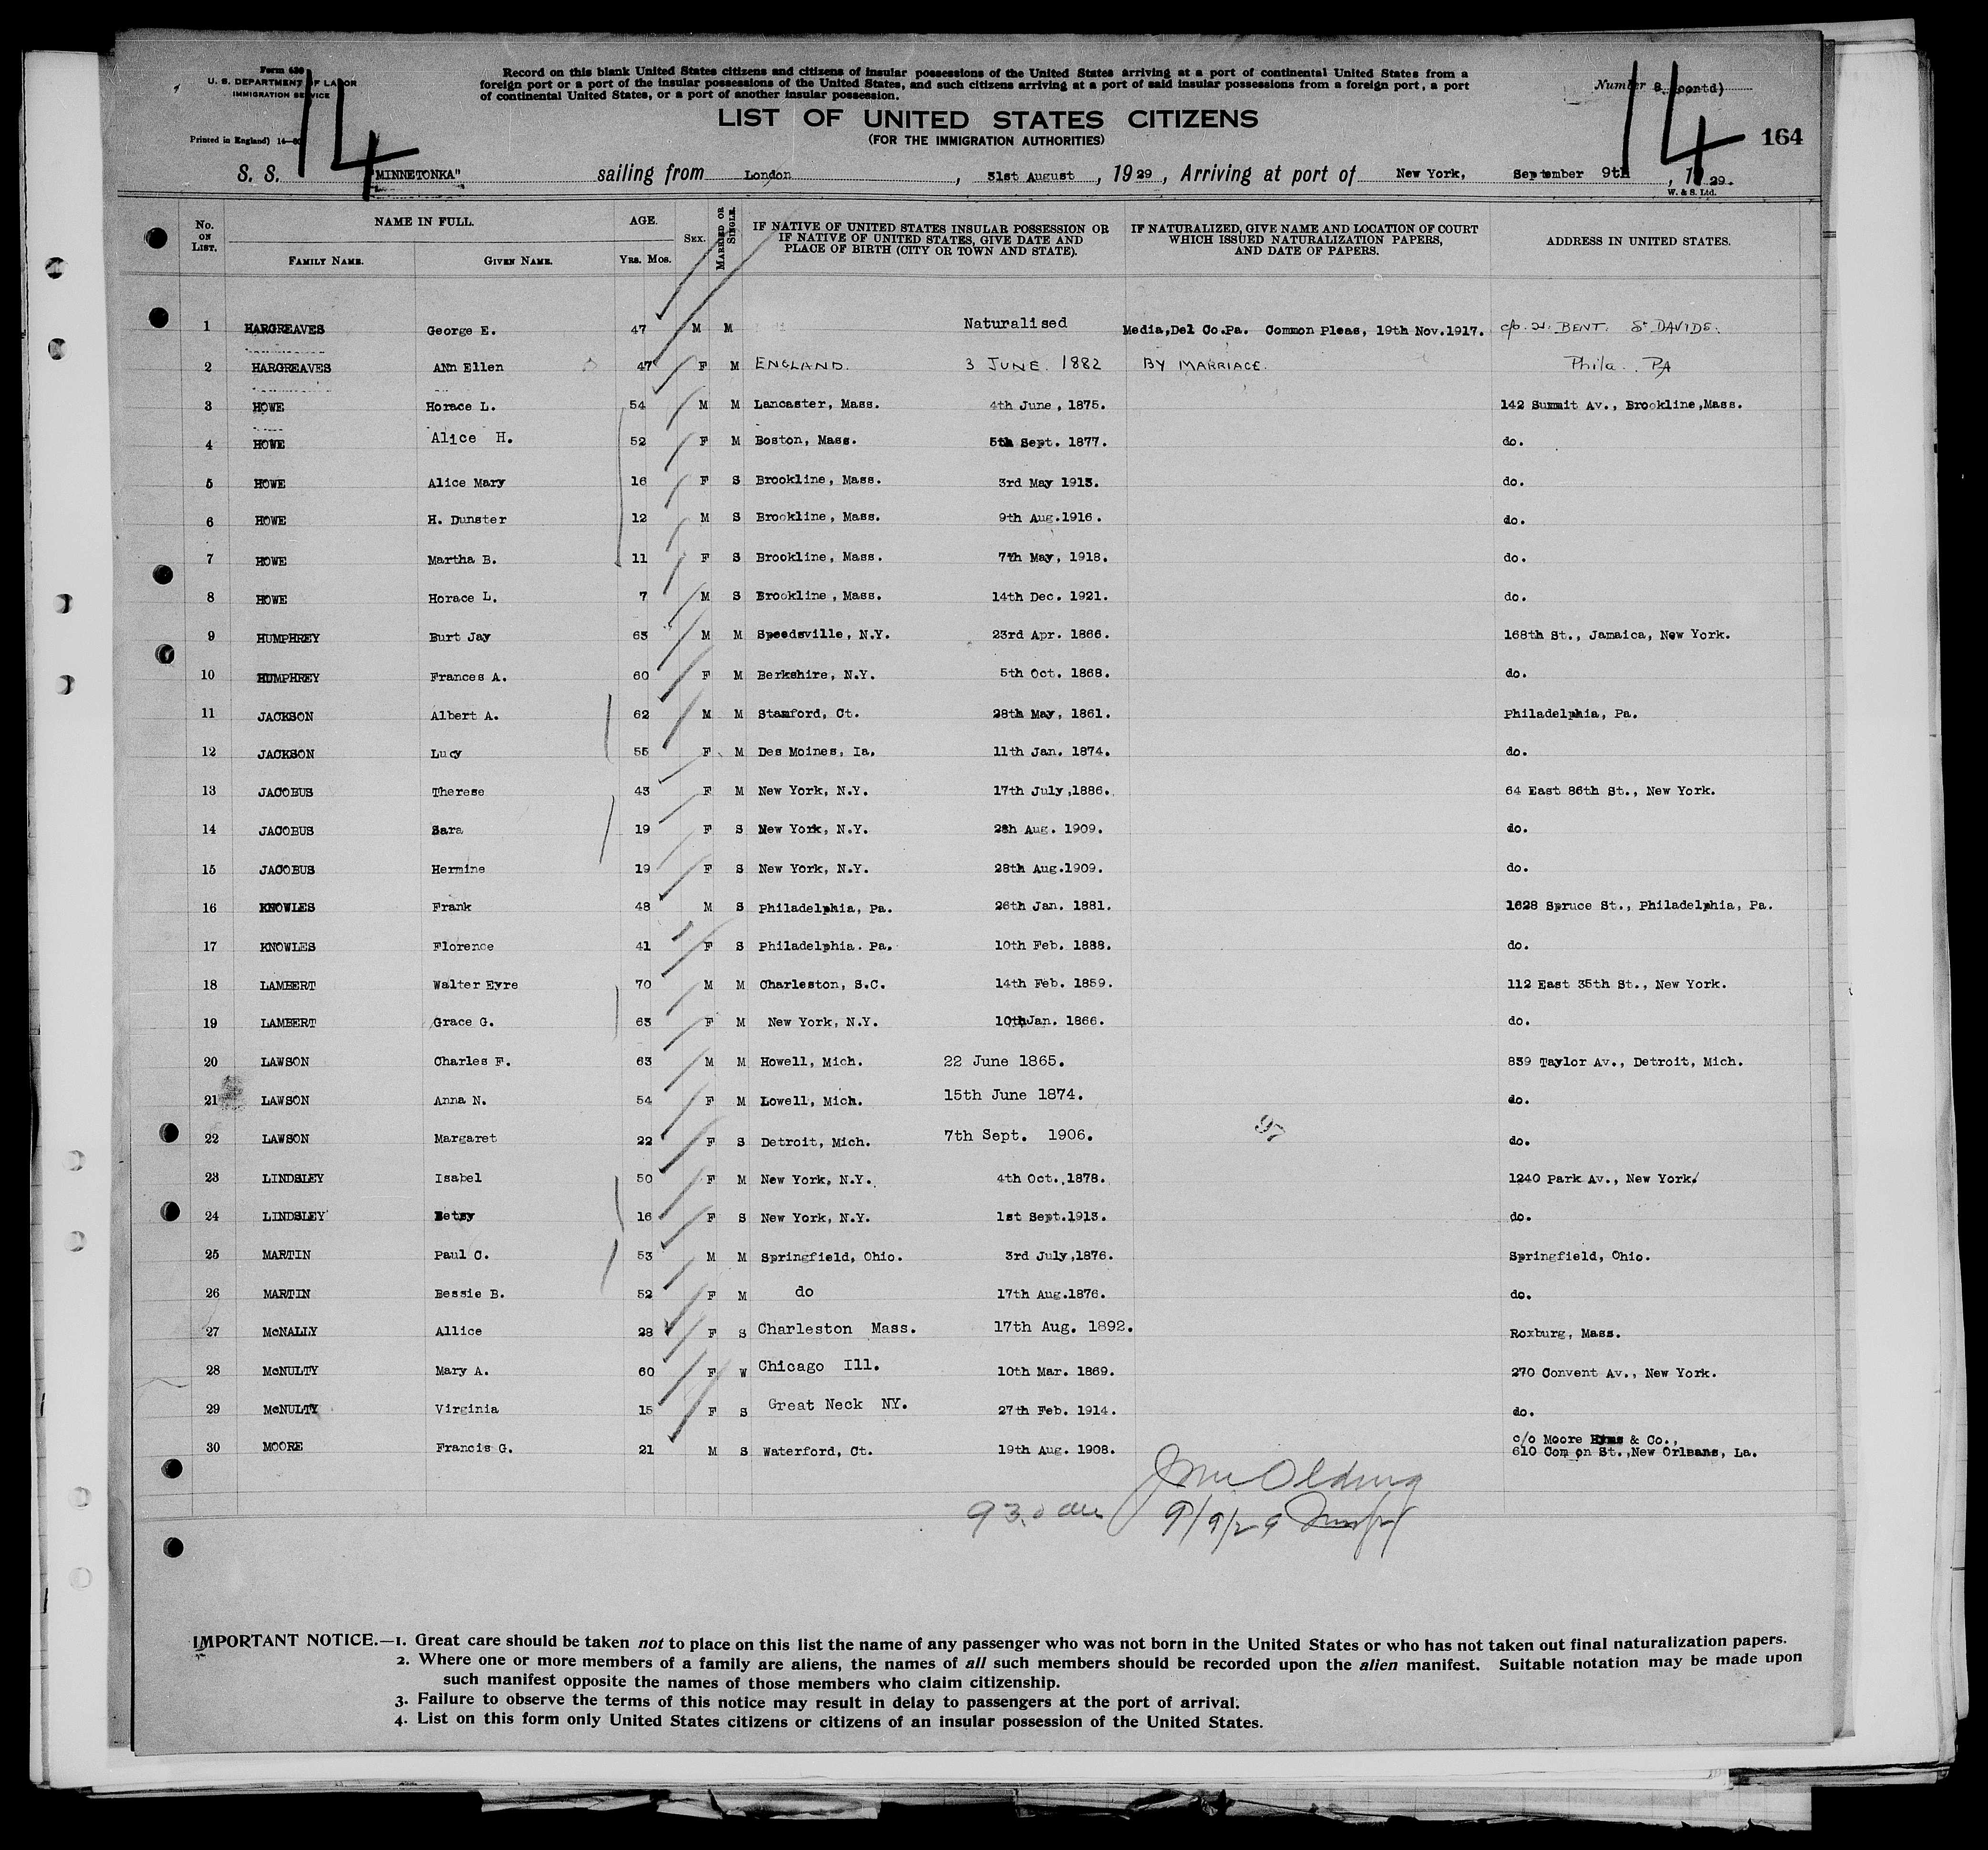 Form 430
U. S. DEPARTMENT OF LABOR
IMMIGRATION SERVICE
Printed in England) 14—
14
Record on this blank United States citizens and citizens of insular possessions of the United States arriving at a port of continental United States from a
foreign port or a port of the insular possessions of the United States, and such citizens arriving at a port of said insular possessions from a foreign port, a port
of continental United States, or a port of another insular possession.
LIST OF UNITED STATES CITIZENS
(FOR THE IMMIGRATION AUTHORITIES)
Number 8 (contd)
14
164
S. S. "MINNETONKA" sailing from London, 31st August, 1929, Arriving at port of New York, September 9th, 1929.
W. & S. Ltd.
No. ON LIST. NAME IN FULL. FAMILY NAME. GIVEN NAME. AGE. YRS. MOS. SEX. MARRIED OR SINGLE. IF NATIVE OF UNITED STATES INSULAR POSSESSION OR IF NATIVE OF UNITED STATES, GIVE DATE AND PLACE OF BIRTH (CITY OR TOWN AND STATE). IF NATURALIZED, GIVE NAME AND LOCATION OF COURT WHICH ISSUED NATURALIZATION PAPERS, AND DATE OF PAPERS. ADDRESS IN UNITED STATES.
1 HARGREAVES George E. 47 M M Naturalised Media,Del Co.Pa. Common Pleas, 19th Nov.1917. c/o H. BENT. St DAVIDS.
2 HARGREAVES ANn Ellen 47 F M ENGLAND. 3 JUNE. 1882 BY MARRIAGE. Phila. PA
3 HOWE Horace L. 54 M M Lancaster, Mass. 4th June, 1875. 142 Summit Av., Brookline,Mass.
4 HOWE Alice H. 52 F M Boston, Mass. 5th Sept. 1877. do.
5 HOWE Alice Mary 16 F S Brookline, Mass. 3rd May 1913. do.
6 HOWE H. Dunster 12 M S Brookline, Mass. 9th Aug.1916. do.
7 HOWE Martha B. 11 F S Brookline, Mass. 7th May, 1918. do.
8 HOWE Horace L. 7 M S Brookline, Mass. 14th Dec. 1921. do.
9 HUMPHREY Burt Jay 63 M M Speedsville, N.Y. 23rd Apr. 1866. 168th St., Jamaica, New York.
10 HUMPHREY Frances A. 60 F M Berkshire, N.Y. 5th Oct. 1868. do.
11 JACKSON Albert A. 62 M M Stamford, Ct. 28th May, 1861. Philadelphia, Pa.
12 JACKSON Lucy 55 F M Des Moines, Ia. 11th Jan. 1874. do.
13 JACOBUS Therese 43 F M New York, N.Y. 17th July,1886. 64 East 86th St., New York.
14 JACOBUS Sara 19 F S New York, N.Y. 28h Aug. 1909. do.
15 JACOBUS Hermine 19 F S New York, N.Y. 28th Aug.1909. do.
16 KNOWLES Frank 48 M S Philadelphia, Pa. 26th Jan. 1881. 1628 Spruce St., Philadelphia, Pa.
17 KNOWLES Florence 41 F S Philadelphia. Pa. 10th Feb. 1888. do.
18 LAMBERT Walter Eyre 70 M M Charleston, S.C. 14th Feb. 1859. 112 East 35th St., New York.
19 LAMBERT Grace G. 63 F M New York, N.Y. 10thJan. 1866. do.
20 LAWSON Charles F. 63 M M Howell, Mich. 22 June 1865. 839 Taylor Av., Detroit, Mich.
21 LAWSON Anna N. 54 F M Lowell, Mich. 15th June 1874. do.
22 LAWSON Margaret 22 F S Detroit, Mich. 7th Sept. 1906. do.
23 LINDSLEY Isabel 50 F M New York, N.Y. 4th Oct.,1878. 1240 Park Av., New York.
24 LINDSLEY Betsy 16 F S New York, N.Y. 1st Sept.1913. do.
25 MARTIN Paul C. 53 M M Springfield, Ohio. 3rd July,1876. Springfield, Ohio.
26 MARTIN Bessie B. 52 F M do 17th Aug.1876. do.
27 McNALLY Allice 28 F S Charleston Mass. 17th Aug. 1892. Roxburg, Mass.
28 McNULTY Mary A. 60 F W Chicago Ill. 10th Mar. 1869. 270 Convent Av., New York.
29 McNULTY Virginia 15 F S Great Neck NY. 27th Feb. 1914. do.
30 MOORE Francis G. 21 M S Waterford, Ct. 19th Aug. 1908. c/o Moore & Co.,
610 Com on St.,New Orleans, La.
9/9/29
IMPORTANT NOTICE.—1. Great care should be taken not to place on this list the name of any passenger who was not born in the United States or who has not taken out final naturalization papers.
2. Where one or more members of a family are aliens, the names of all such members should be recorded upon the alien manifest. Suitable notation may be made upon
such manifest opposite the names of those members who claim citizenship.
3. Failure to observe the terms of this notice may result in delay to passengers at the port of arrival.
4. List on this form only United States citizens or citizens of an insular possession of the United States.